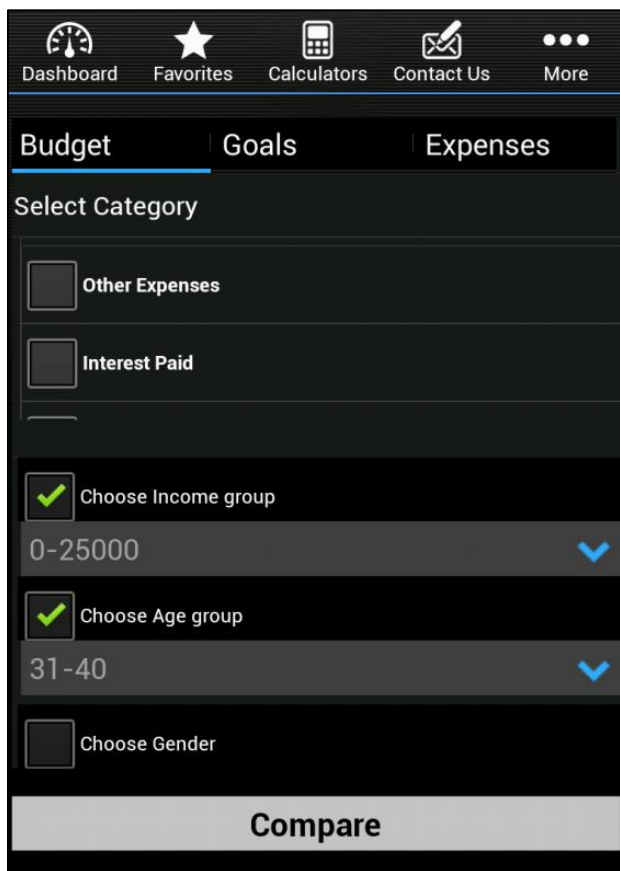 Dashboard Favorites Calculators Contact Us More
Budget Goals Expenses
Select Category
Other Expenses
Interest Paid
Choose Income group
0-25000
Choose Age group
31-40
Choose Gender
Compare